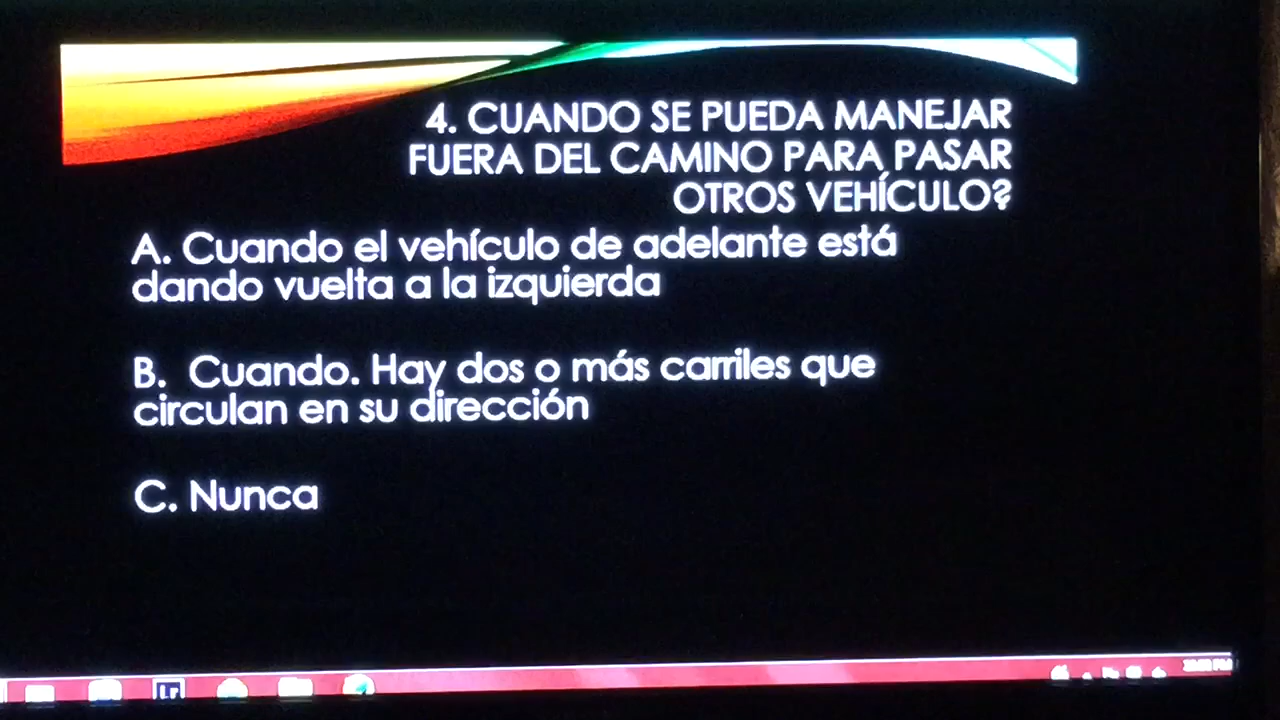 4. CUANDO SE PUEDA MANEJAR
FUERA DEL CAMINO PARA PASAR
OTROS VEHÍCULO?
A. Cuando el vehículo de adelante está
dando vuelta a la izquierda
B. Cuando. Hay dos o más carriles que
circulan en su dirección
C. Nunca
Lr